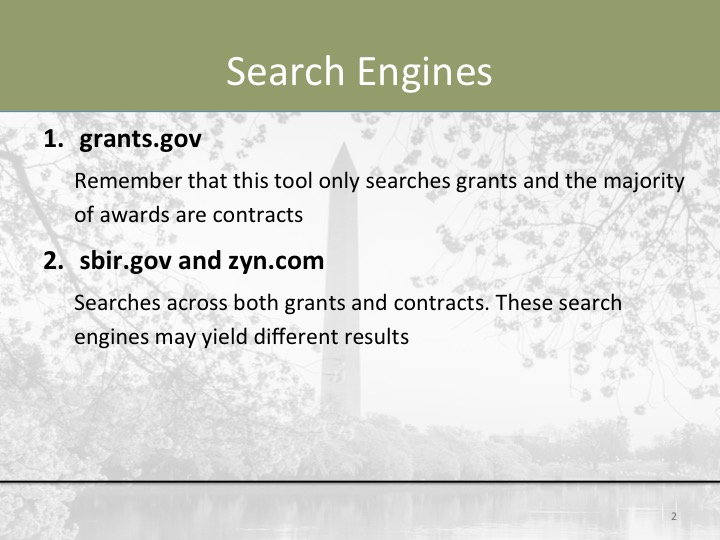 Search Engines
1. grants.gov
Remember that this tool only searches grants and the majority
of awards are contracts
2. sbir.gov and zyn.com
Searches across both grants and contracts. These search
engines may yield different results
2